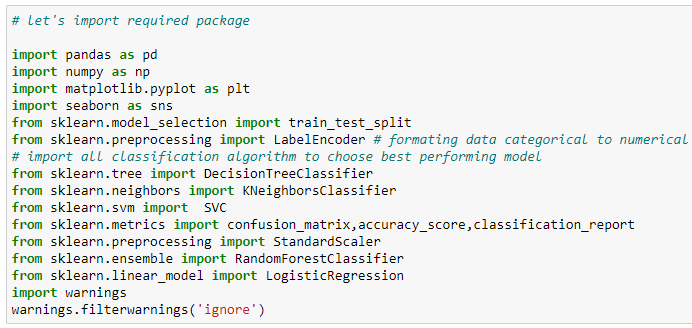 # let's import required package
import pandas as pd
import numpy as np
import matplotlib.pyplot as plt
import seaborn as sns
from sklearn.model_selection import train_test_split
from sklearn.preprocessing import LabelEncoder # formating data categorical to numerical
# import all classification algorithm to choose best performing model
from sklearn.tree import DecisionTreeClassifier
from sklearn.neighbors import KNeighborsClassifier
from sklearn.svm import  SVC
from sklearn.metrics import confusion_matrix,accuracy_score,classification_report
from sklearn.preprocessing import StandardScaler
from sklearn.ensemble import RandomForestClassifier
from sklearn.linear_model import LogisticRegression
import warnings
warnings.filterwarnings('ignore')